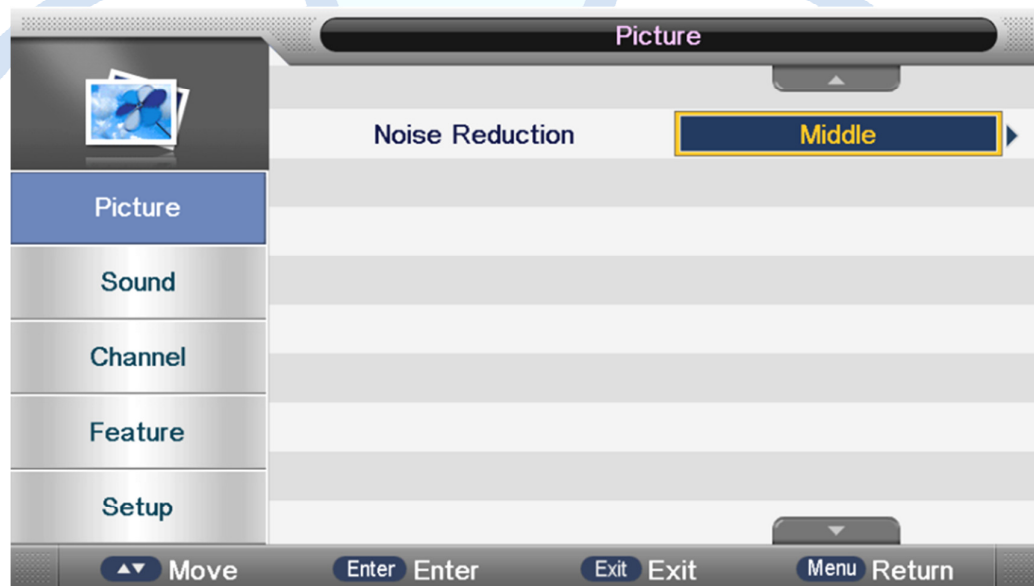 Picture
Noise Reduction Middle
Picture
Sound
Channel
Feature
Setup
Move Enter Enter Exit Exit Menu Return